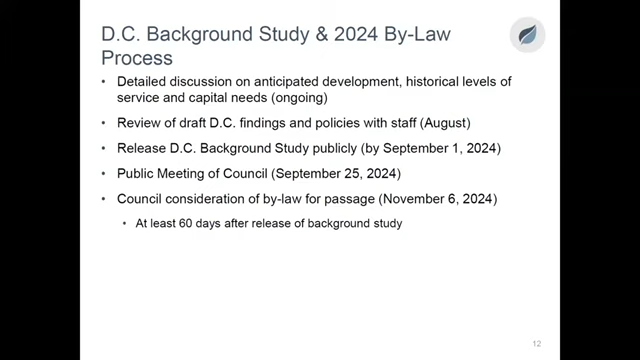 D.C. Background Study & 2024 By-Law
Process
• Detailed discussion on anticipated development, historical levels of
service and capital needs (ongoing)
• Review of draft D.C. findings and policies with staff (August)
• Release D.C. Background Study publicly (by September 1, 2024)
• Public Meeting of Council (September 25, 2024)
• Council consideration of by-law for passage (November 6, 2024)
• At least 60 days after release of background study
12